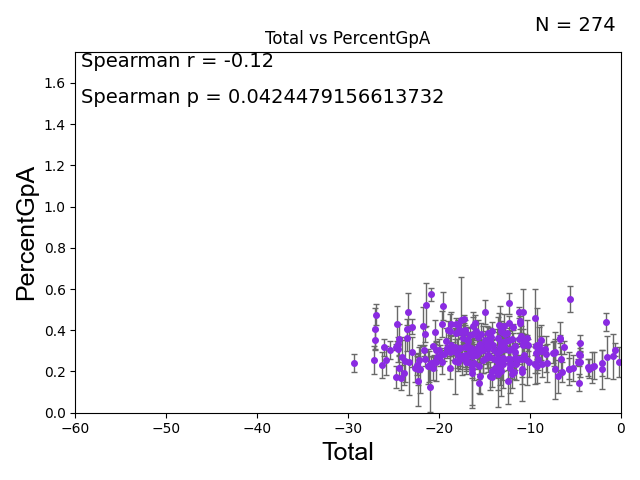 N = 274
Total vs PercentGpA
Spearman r = -0.12
Spearman p = 0.0424479156613732
1.6
1.4
1.2
1.0
0.8
0.6
0.4
0.2
0.0
PercentGpA
−60 −50 −40 −30 −20 −10 0
Total